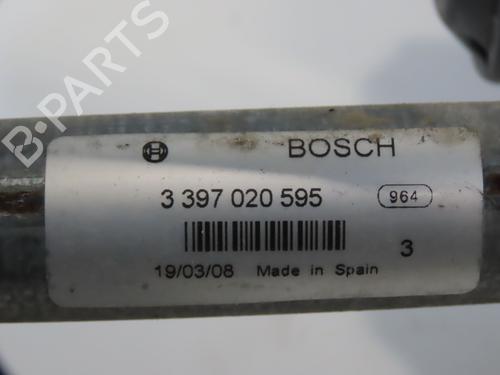 BOSCH
3 397 020 595
964
3
19/03/08 Made in Spain
B-PARTS